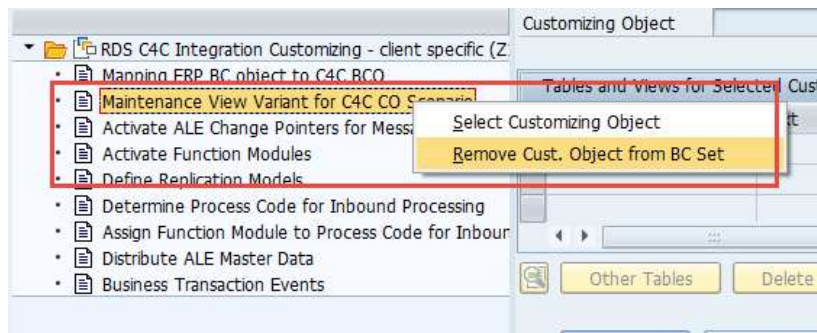 Customizing Object
RDS C4C Integration Customizing - client specific (Z
Mapping ERP BC object to C4C BCO
Tables and Views for Selected Cust
Maintenance View Variant for C4C CO Scenario
Select Customizing Object
Activate ALE Change Pointers for Mess
Remove Cust. Object from BC Set
Activate Function Modules
Define Replication Models
Determine Process Code for Inbound Processing
Assign Function Module to Process Code for Inbour
Distribute ALE Master Data
Other Tables
Delete
Business Transaction Events